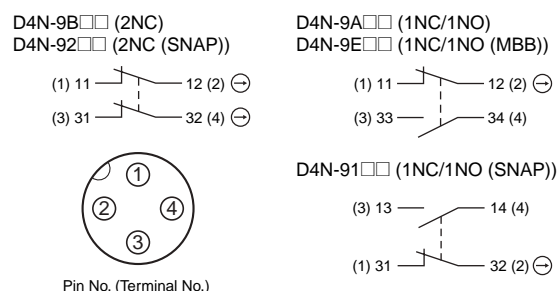 D4N-9B□□ (2NC)
D4N-92□□ (2NC (SNAP))
(1) 11 12 (2)
(3) 31 32 (4)
1
2 4
3
Pin No. (Terminal No.)
D4N-9A□□ (1NC/1NO)
D4N-9E□□ (1NC/1NO (MBB))
(1) 11 12 (2)
(3) 33 34 (4)
D4N-91□□ (1NC/1NO (SNAP))
(3) 13 14 (4)
(1) 31 32 (2)